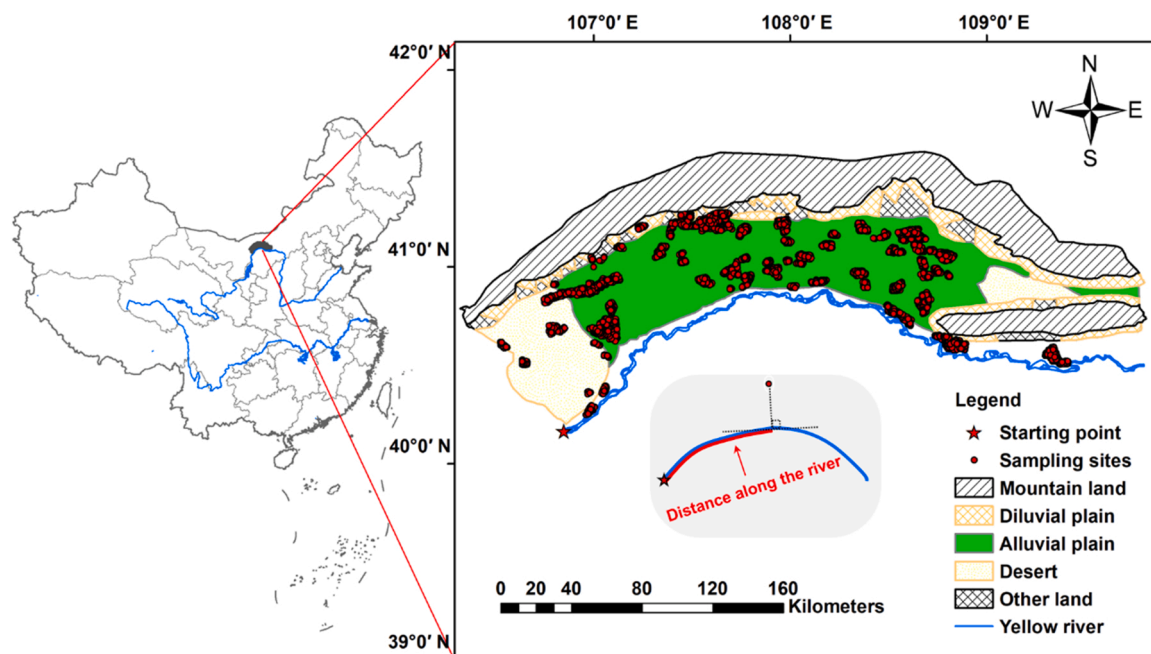 107°0′ E 108°0′ E 109°0′ E
42°0′ N
41°0′ N
40°0′ N
39°0′ N
N
W E
S
Distance along the river
Legend
Starting point
Sampling sites
Mountain land
Diluvial plain
Alluvial plain
Desert
Other land
Yellow river
0 20 40 80 120 160
Kilometers